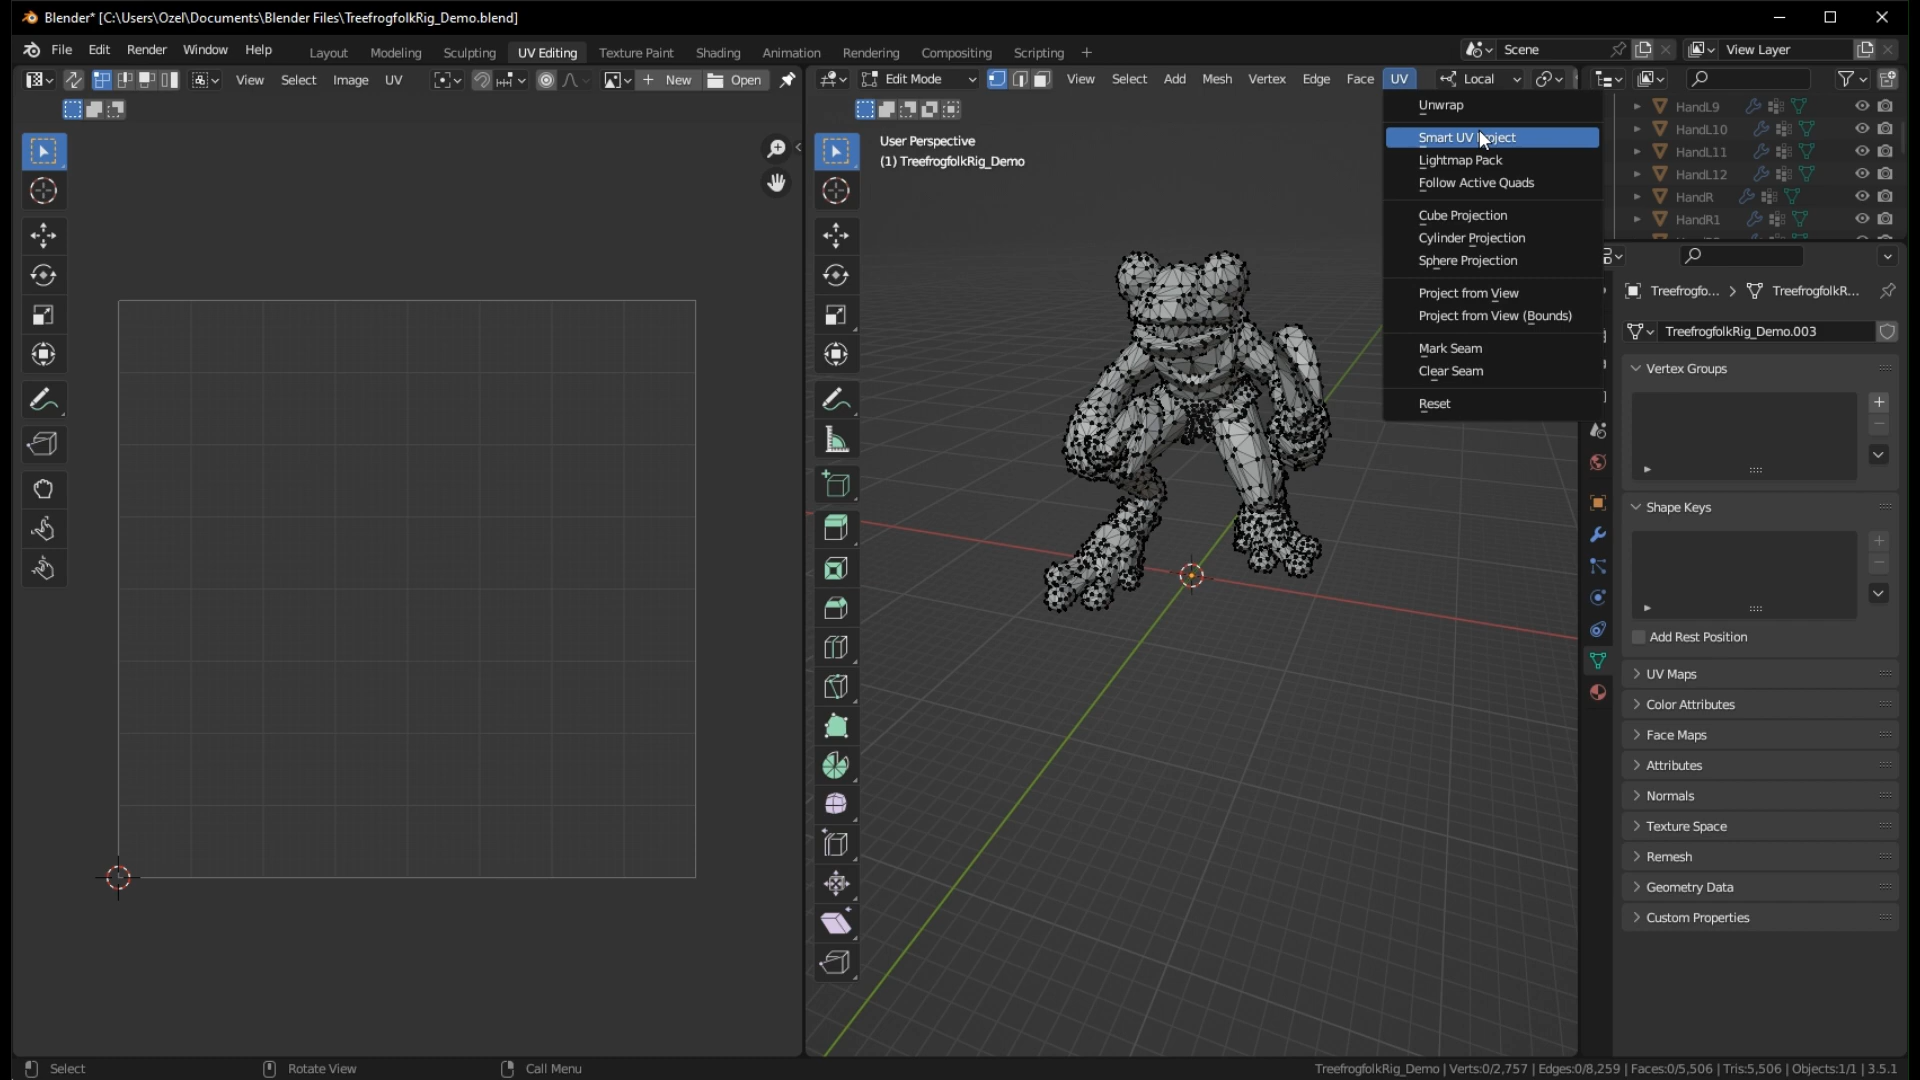 Blender* [C:\Users\Ozel\Documents\Blender Files\TreefrogfolkRig_Demo.blend]
File Edit Render Window Help Layout Modeling Sculpting UV Editing Texture Paint Shading Animation Rendering Compositing Scripting + Scene View Layer
View Select Image UV New Open
Edit Mode View Select Add Mesh Vertex Edge Face UV Local
User Perspective
(1) TreefrogfolkRig_Demo
Unwrap
Smart UV Project
Lightmap Pack
Follow Active Quads
Cube Projection
Cylinder Projection
Sphere Projection
Project from View
Project from View (Bounds)
Mark Seam
Clear Seam
Reset
HandL9
HandL10
HandL11
HandL12
HandR
HandR1
Treefrogfo... > TreefrogfolkR...
TreefrogfolkRig_Demo.003
Vertex Groups
Shape Keys
Add Rest Position
UV Maps
Color Attributes
Face Maps
Attributes
Normals
Texture Space
Remesh
Geometry Data
Custom Properties
Select Rotate View Call Menu TreefrogfolkRig_Demo | Verts:0/2,757 | Edges:0/8,259 | Faces:0/5,506 | Tris:5,506 | Objects:1/1 | 3.5.1